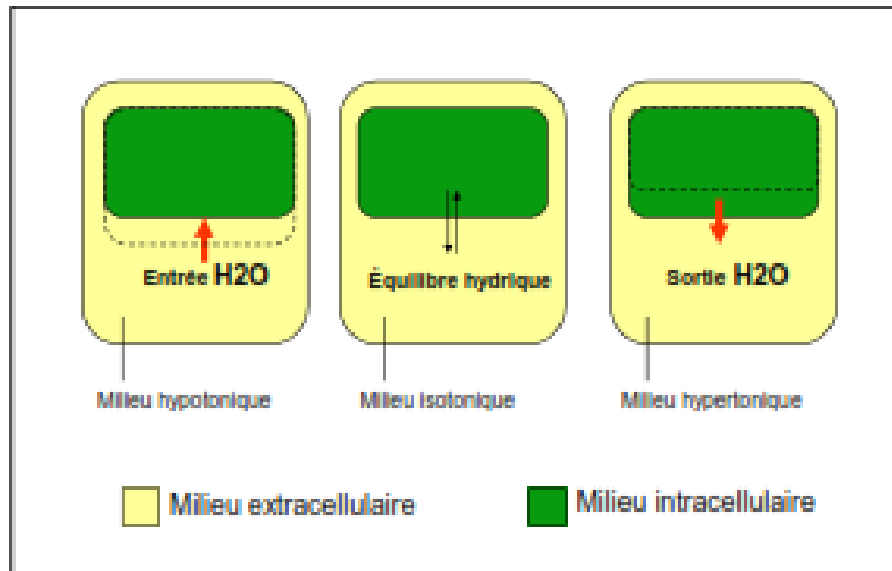 Entrée H2O
Équilibre hydrique
Sortie H2O
Milieu hypotonique
Milieu isotonique
Milieu hypertonique
Milieu extracellulaire
Milieu intracellulaire